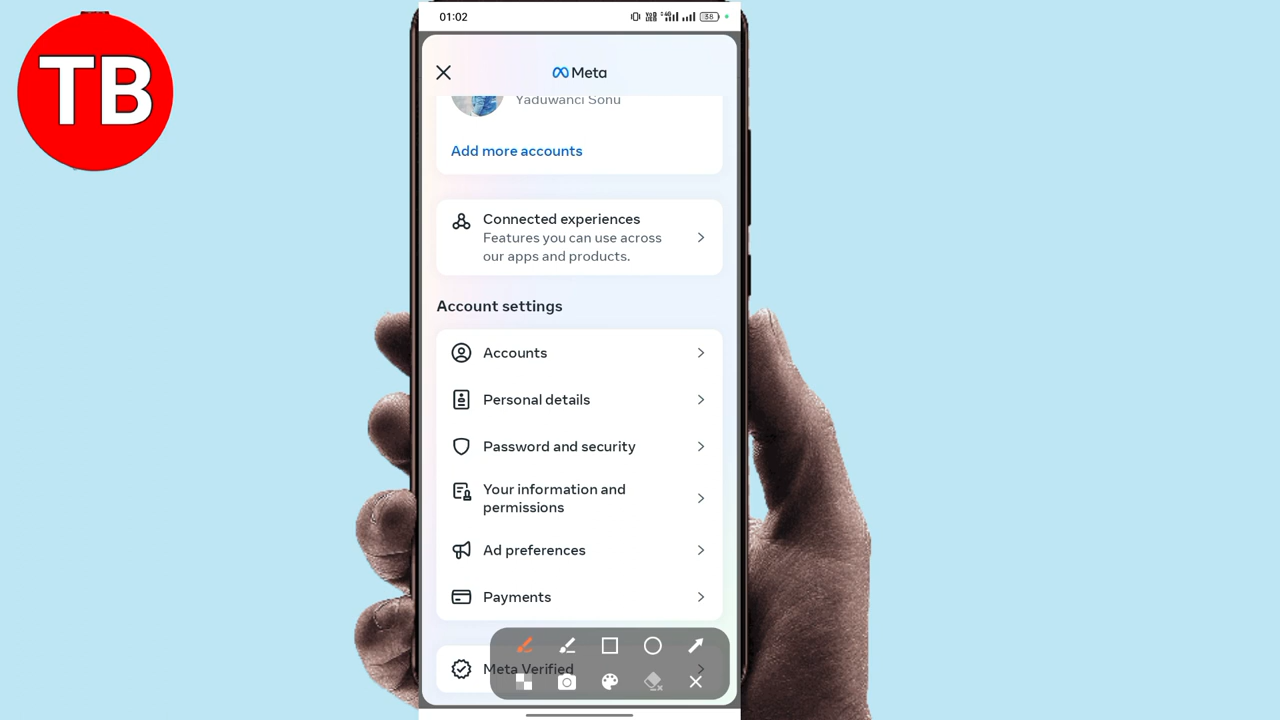 TB
01:02
38
Meta
Yaduwanci Sonu
Add more accounts
Connected experiences
Features you can use across
our apps and products.
Account settings
Accounts
Personal details
Password and security
Your information and
permissions
Ad preferences
Payments
Meta Verified